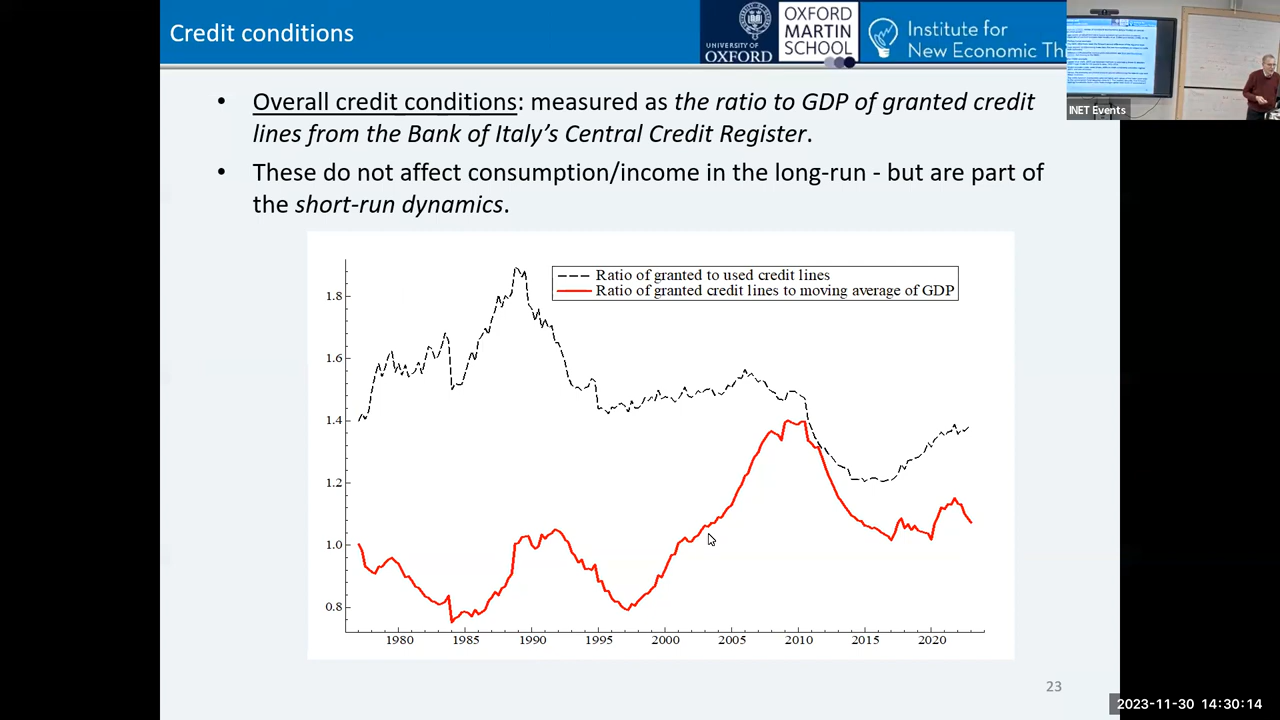 Credit conditions
UNIVERSITY OF
OXFORD
OXFORD
MARTIN
SCHOOL
Institute for
New Economic Th
INET Events
• Overall credit conditions: measured as the ratio to GDP of granted credit
lines from the Bank of Italy's Central Credit Register.
• These do not affect consumption/income in the long-run - but are part of
the short-run dynamics.
Ratio of granted to used credit lines
Ratio of granted credit lines to moving average of GDP
1.8
1.6
1.4
1.2
1.0
0.8
1980 1985 1990 1995 2000 2005 2010 2015 2020
23
2023-11-30 14:30:14